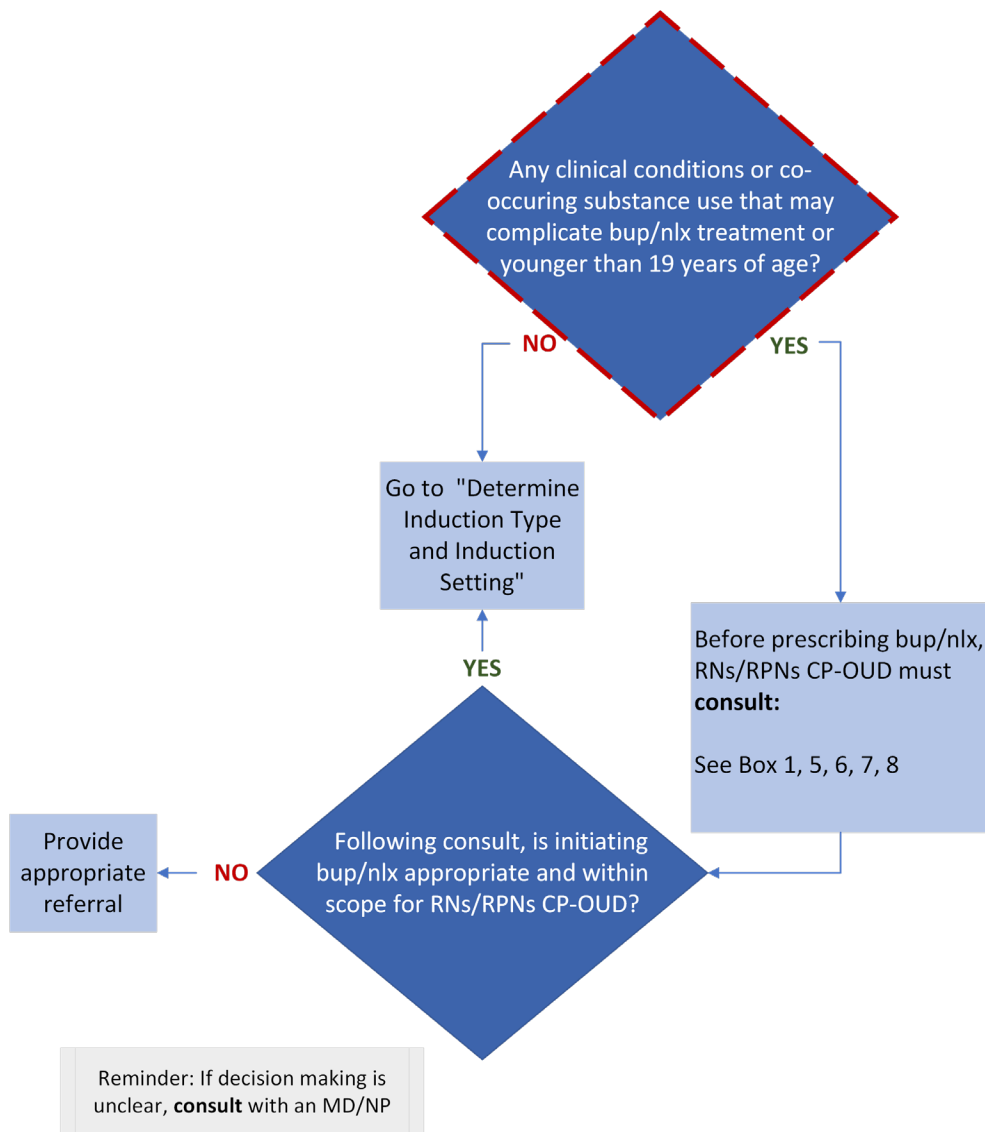 Any clinical conditions or co-
occuring substance use that may
complicate bup/nlx treatment or
younger than 19 years of age?
NO
YES
Go to "Determine
Induction Type
and Induction
Setting"
Before prescribing bup/nlx,
RNs/RPNs CP-OUD must
consult:
See Box 1, 5, 6, 7, 8
YES
Following consult, is initiating
bup/nlx appropriate and within
scope for RNs/RPNs CP-OUD?
NO
Provide
appropriate
referral
Reminder: If decision making is
unclear, consult with an MD/NP